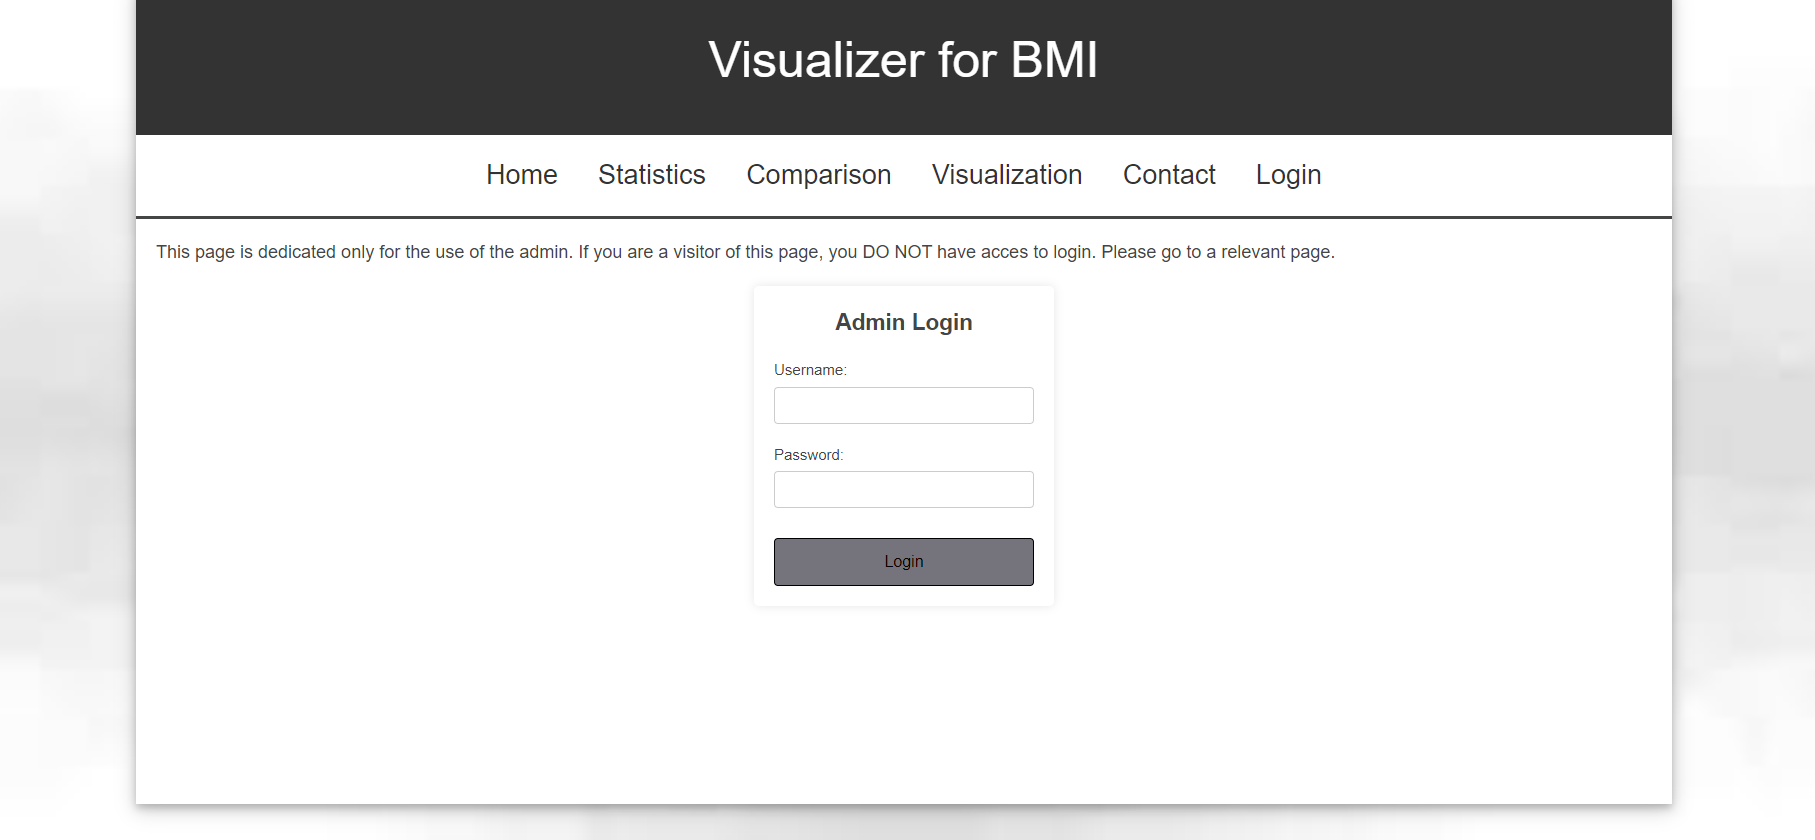 Visualizer for BMI
Home Statistics Comparison Visualization Contact Login
This page is dedicated only for the use of the admin. If you are a visitor of this page, you DO NOT have acces to login. Please go to a relevant page.
Admin Login
Username:
Password:
Login